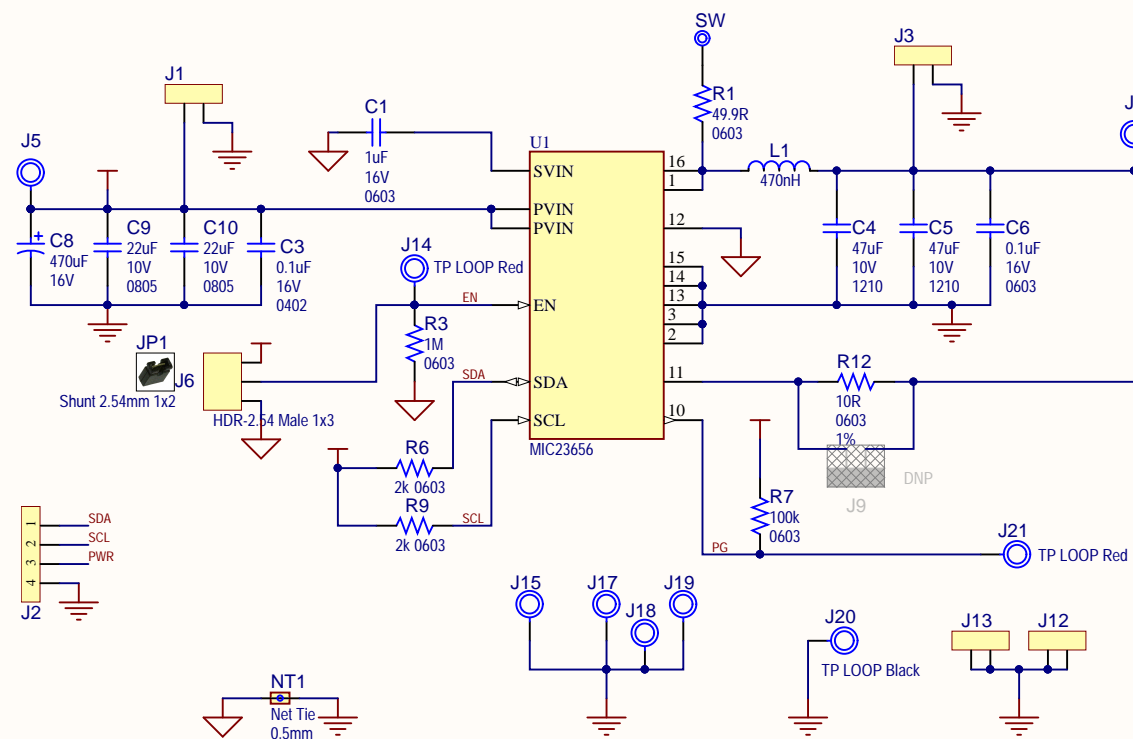 SW
J3
J1
R1
49.9R
0603
C1
1uF
16V
0603
U1
J5
L1
470nH
SVIN
16
1
PVIN
PVIN
12
C8
470uF
16V
C9
22uF
10V
0805
C10
22uF
10V
0805
C3
0.1uF
16V
0402
C4
47uF
10V
1210
C5
47uF
10V
1210
C6
0.1uF
16V
0603
J14
TP LOOP Red
15
14
13
3
2
EN
EN
R3
1M
0603
JP1
Shunt 2.54mm 1x2
J6
HDR-2.54 Male 1x3
SDA
SDA
11
R12
10R
0603
1%
SCL
10
MIC23656
R6
2k 0603
J9
DNP
R9
2k 0603
SCL
R7
100k
0603
PG
J21
TP LOOP Red
1
SDA
2
SCL
3
PWR
4
J2
J15
J17
J18
J19
J20
TP LOOP Black
J13
J12
NT1
Net Tie
0.5mm